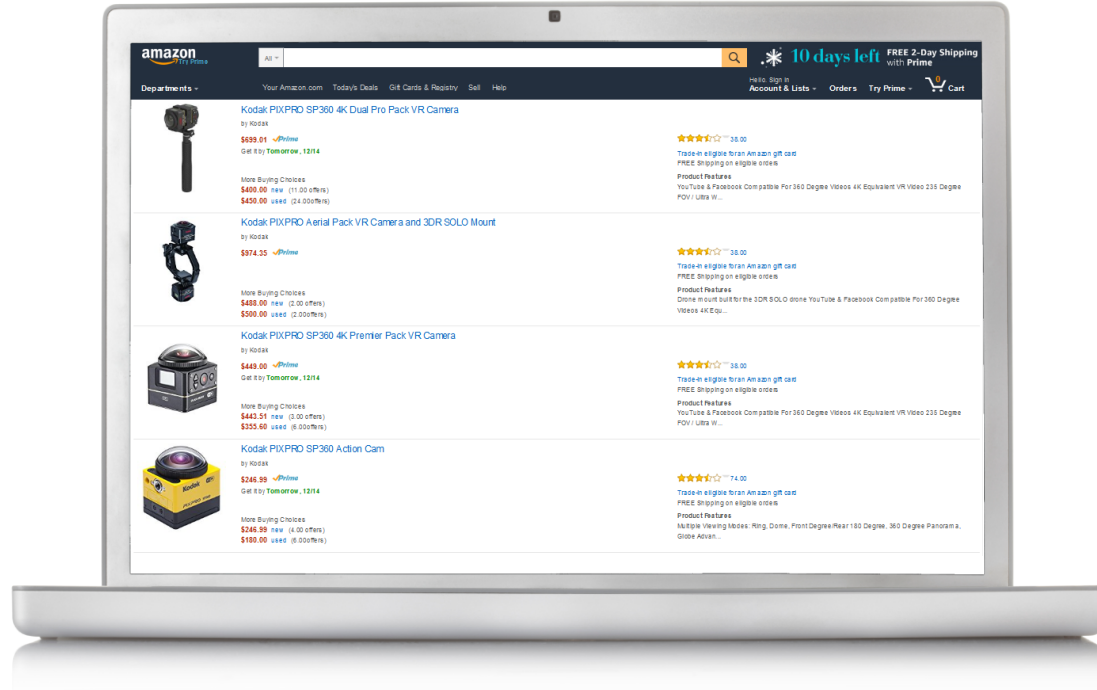 amazon
Try Prime
All
10 days left
FREE 2-Day Shipping
with Prime
Departments
Your Amazon.com Today's Deals Gift Cards & Registry Sell Help
Hello. Sign in
Account & Lists Orders Try Prime 0 Cart
Kodak PIXPRO SP360 4K Dual Pro Pack VR Camera
by Kodak
$699.01 Prime
Get it by Tomorrow, 12/14
More Buying Choices
$400.00 new (11.00 offers)
$450.00 used (24.00offers)
38.00
Trade-in eligible for an Amazon gift card
FREE Shipping on eligible orders
Product Features
YouTube & Facebook Compatible For 360 Degree Videos 4K Equivalent VR Video 235 Degree
FOV / Ultra W...
Kodak PIXPRO Aerial Pack VR Camera and 3DR SOLO Mount
by Kodak
$974.35 Prime
More Buying Choices
$488.00 new (2.00 offers)
$500.00 used (2.00offers)
38.00
Trade-in eligible for an Amazon gift card
FREE Shipping on eligible orders
Product Features
Drone mount built for the 3DR SOLO drone YouTube & Facebook Compatible For 360 Degree
Videos 4K Equ...
Kodak PIXPRO SP360 4K Premier Pack VR Camera
by Kodak
$449.00 Prime
Get it by Tomorrow, 12/14
More Buying Choices
$443.51 new (3.00 offers)
$355.60 used (6.00offers)
38.00
Trade-in eligible for an Amazon gift card
FREE Shipping on eligible orders
Product Features
YouTube & Facebook Compatible For 360 Degree Videos 4K Equivalent VR Video 235 Degree
FOV / Ultra W...
Kodak PIXPRO SP360 Action Cam
by Kodak
$246.99 Prime
Get it by Tomorrow, 12/14
More Buying Choices
$246.99 new (4.00 offers)
$180.00 used (6.00offers)
74.00
Trade-in eligible for an Amazon gift card
FREE Shipping on eligible orders
Product Features
Multiple Viewing Modes: Ring, Dome, Front Degree/Rear 180 Degree, 360 Degree Panorama,
Globe Advan...
Kodak